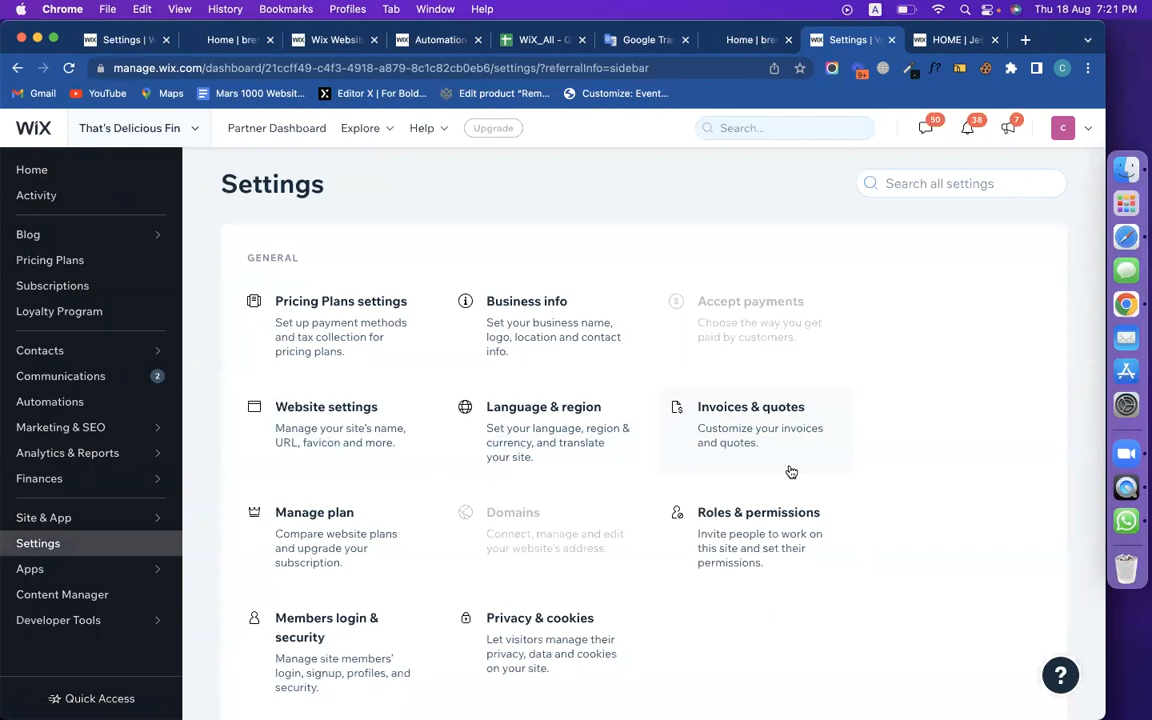 Chrome File Edit View History Bookmarks Profiles Tab Window Help
A Thu 18 Aug 7:21 PM
Settings | W Home | bre Wix Websit Automation WiX_All - G Google Tra Home | bre Settings | W HOME | Jes
manage.wix.com/dashboard/21ccff49-c4f3-4918-a879-8c1c82cb0eb6/settings/?referralInfo=sidebar
9+ f? C
Gmail YouTube Maps Mars 1000 Websit... Editor X | For Bold... Edit product “Rem... Customize: Event...
WiX That's Delicious Fin Partner Dashboard Explore Help Upgrade Search... 50 38 7 C
Home
Activity
Blog
Pricing Plans
Subscriptions
Loyalty Program
Contacts
Communications 2
Automations
Marketing & SEO
Analytics & Reports
Finances
Site & App
Settings
Apps
Content Manager
Developer Tools
Quick Access
Settings
Search all settings
GENERAL
Pricing Plans settings
Set up payment methods
and tax collection for
pricing plans.
Business info
Set your business name,
logo, location and contact
info.
Accept payments
Choose the way you get
paid by customers.
Website settings
Manage your site's name,
URL, favicon and more.
Language & region
Set your language, region &
currency, and translate
your site.
Invoices & quotes
Customize your invoices
and quotes.
Manage plan
Compare website plans
and upgrade your
subscription.
Domains
Connect, manage and edit
your website's address.
Roles & permissions
Invite people to work on
this site and set their
permissions.
Members login &
security
Manage site members'
login, signup, profiles, and
security.
Privacy & cookies
Let visitors manage their
privacy, data and cookies
on your site.
?